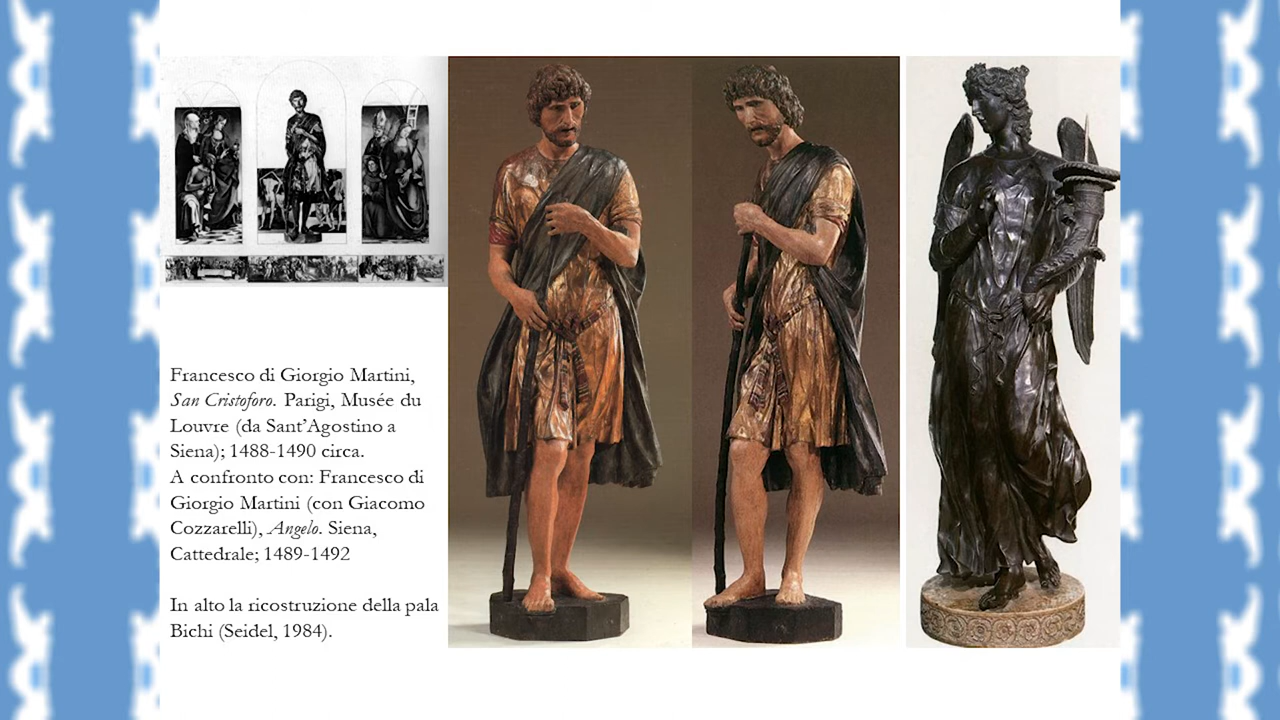 Francesco di Giorgio Martini,
San Cristoforo. Parigi, Musée du
Louvre (da Sant’Agostino a
Siena); 1488-1490 circa.
A confronto con: Francesco di
Giorgio Martini (con Giacomo
Cozzarelli), Angelo. Siena,
Cattedrale; 1489-1492
In alto la ricostruzione della pala
Bichi (Seidel, 1984).